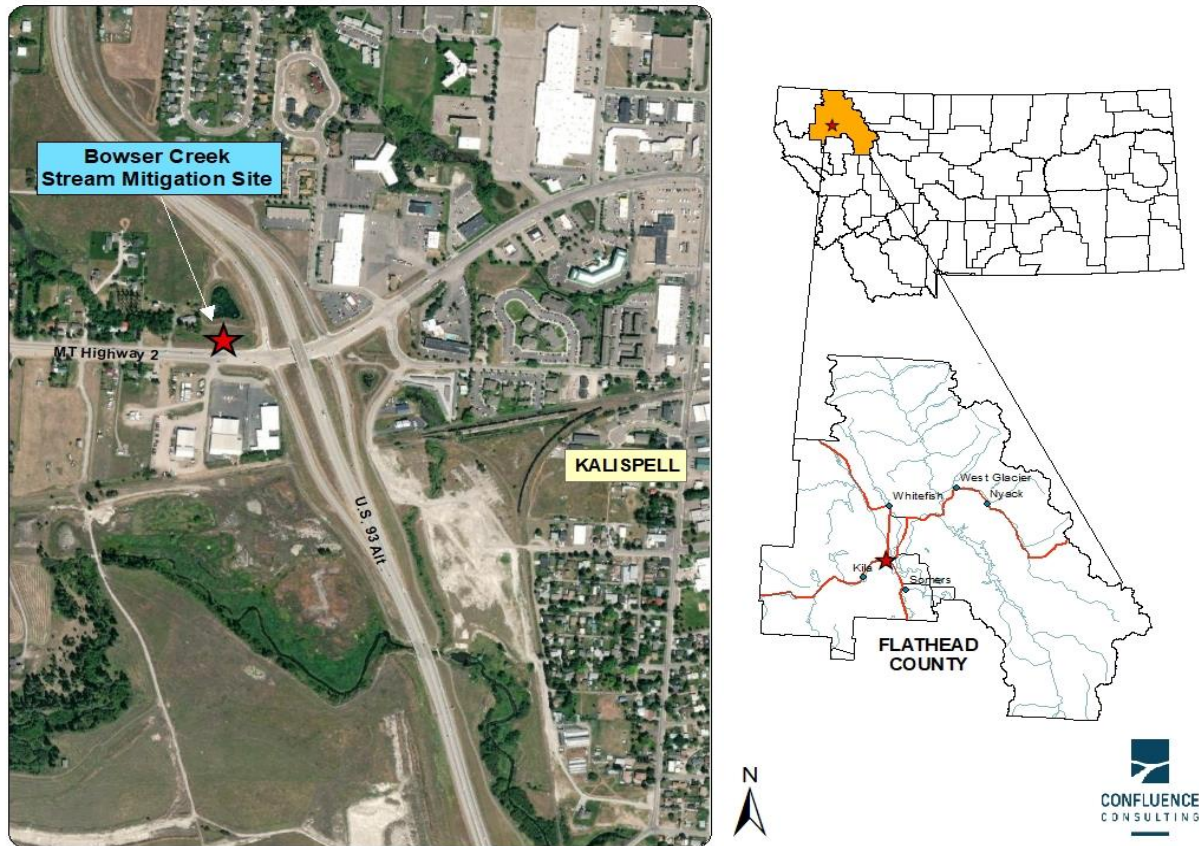 Bowser Creek
Stream Mitigation Site
MT Highway 2
KALISPELL
U.S. 93 Alt
West Glacier
Whitefish
Nyack
Kila
Somers
FLATHEAD
COUNTY
N
CONFLUENCE
CONSULTING